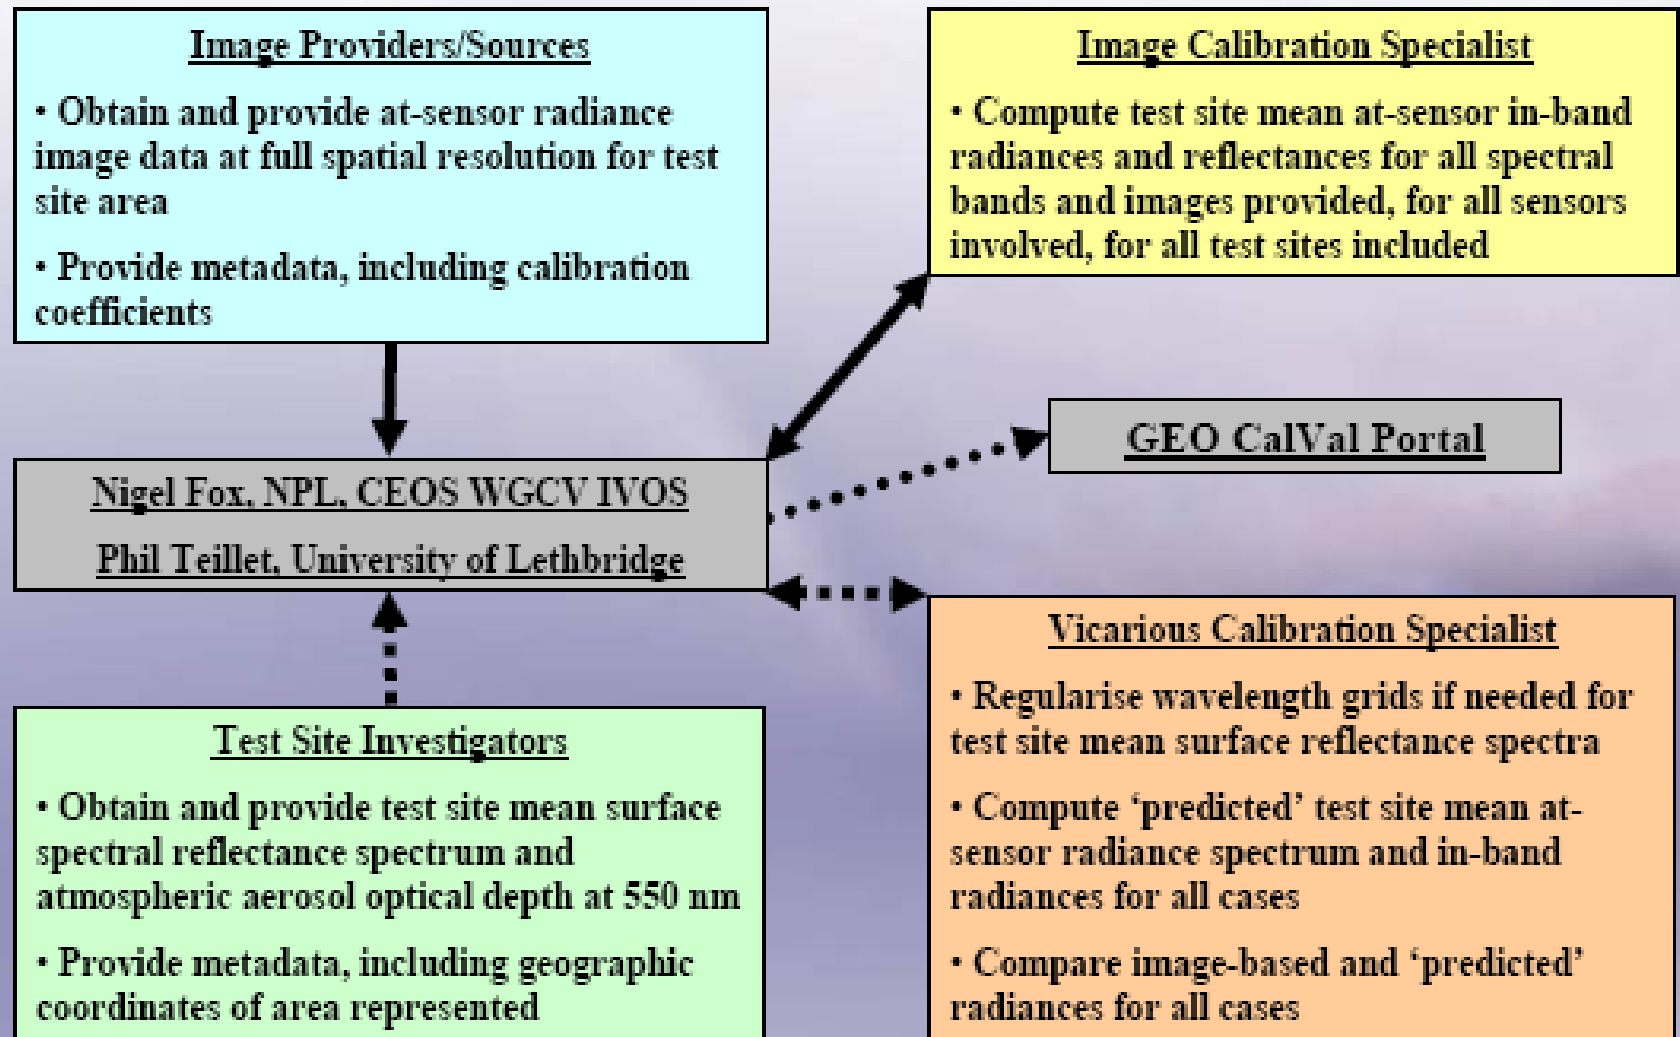 Image Providers/Sources
• Obtain and provide at-sensor radiance
image data at full spatial resolution for test
site area
• Provide metadata, including calibration
coefficients
Image Calibration Specialist
• Compute test site mean at-sensor in-band
radiances and reflectances for all spectral
bands and images provided, for all sensors
involved, for all test sites included
GEO CalVal Portal
Nigel Fox, NPL, CEOS WGCV IVOS
Phil Teillet, University of Lethbridge
Test Site Investigators
• Obtain and provide test site mean surface
spectral reflectance spectrum and
atmospheric aerosol optical depth at 550 nm
• Provide metadata, including geographic
coordinates of area represented
Vicarious Calibration Specialist
• Regularise wavelength grids if needed for
test site mean surface reflectance spectra
• Compute ‘predicted’ test site mean at-
sensor radiance spectrum and in-band
radiances for all cases
• Compare image-based and ‘predicted’
radiances for all cases